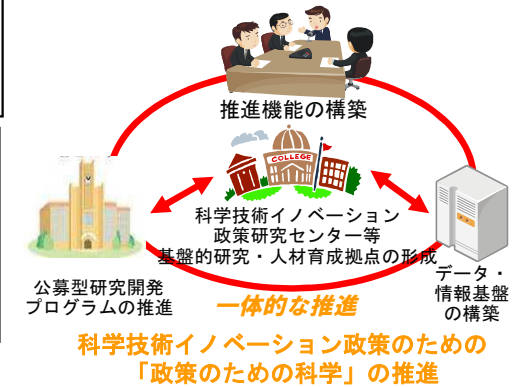 推進機能の構築
COLLEGE
科学技術イノベーション
政策研究センター等
基盤的研究・人材育成拠点の形成
公募型研究開発
プログラムの推進
データ・
情報基盤
の構築
一体的な推進
科学技術イノベーション政策のための
「政策のための科学」の推進